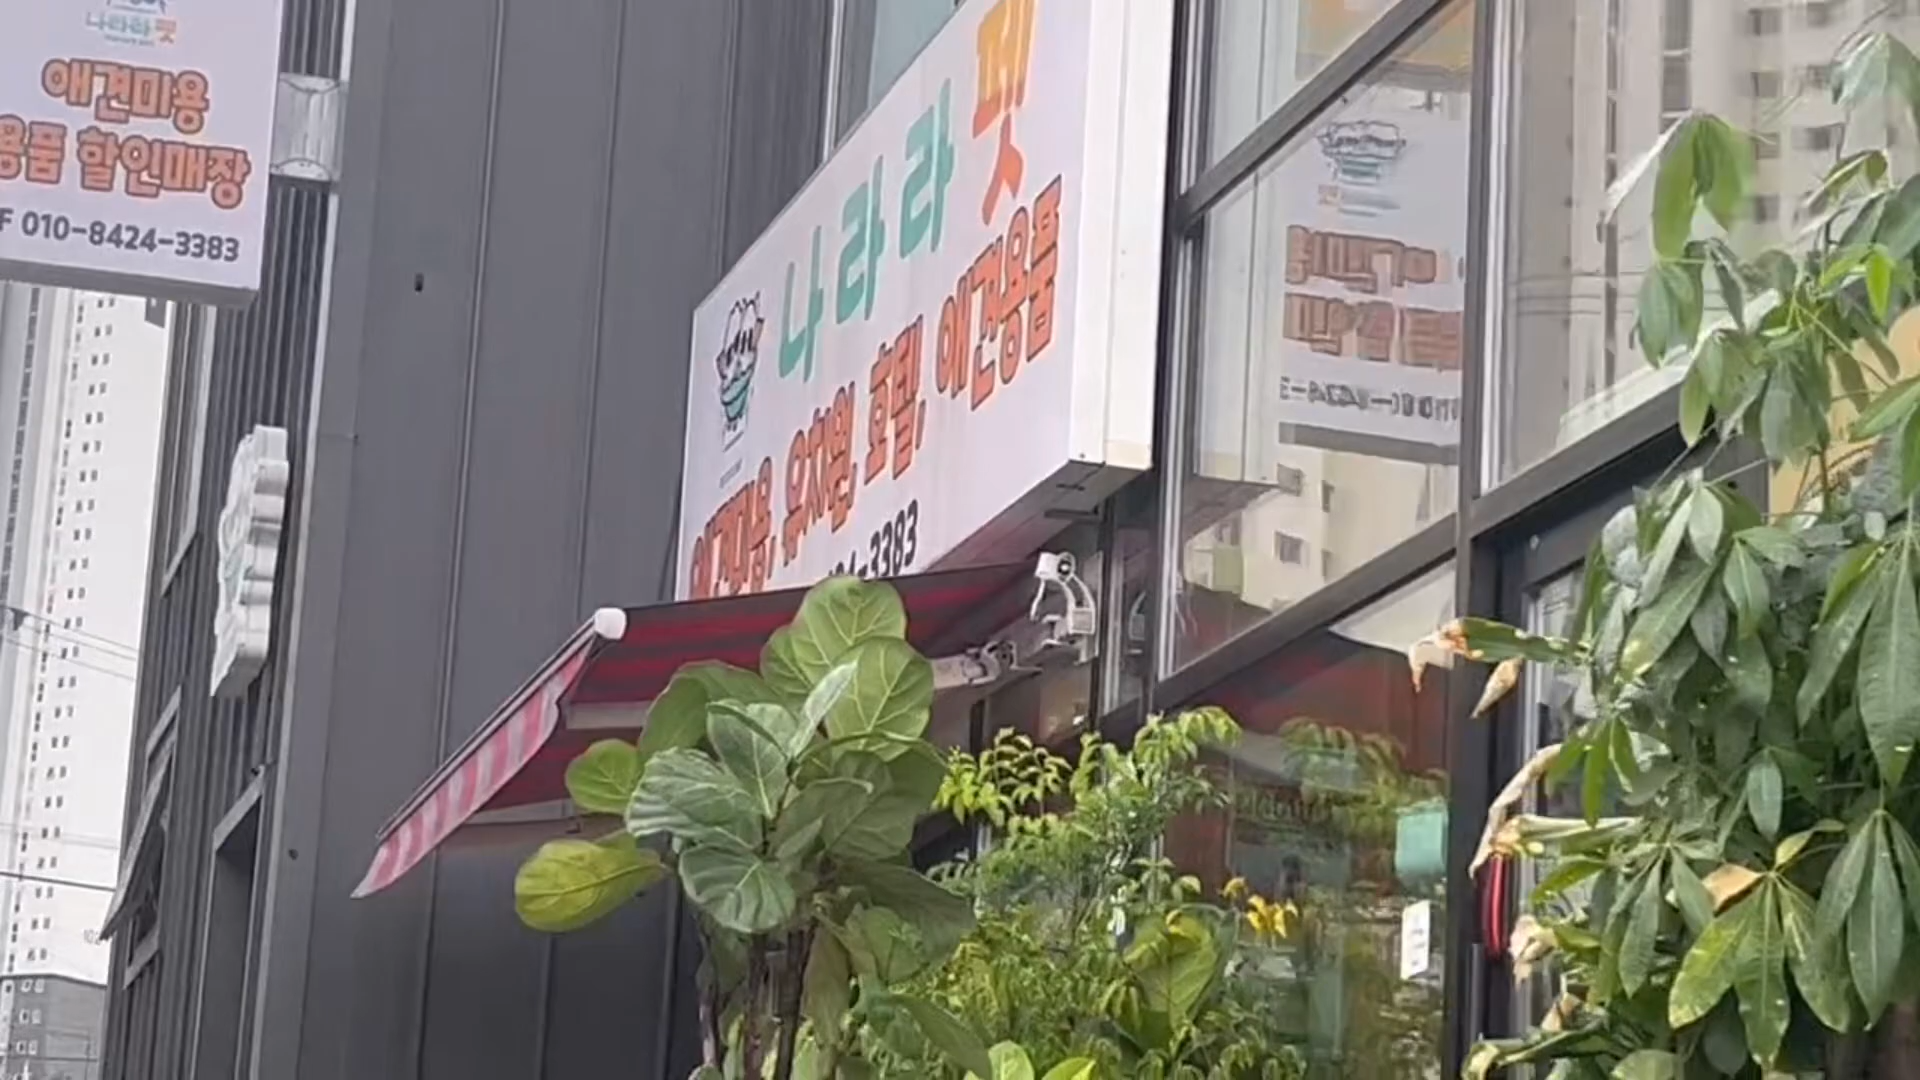 나라라펫
애견미용
용품 할인매장
F 010-8424-3383
나라라펫
애견미용, 유치원, 호텔, 애견용품
24-3383